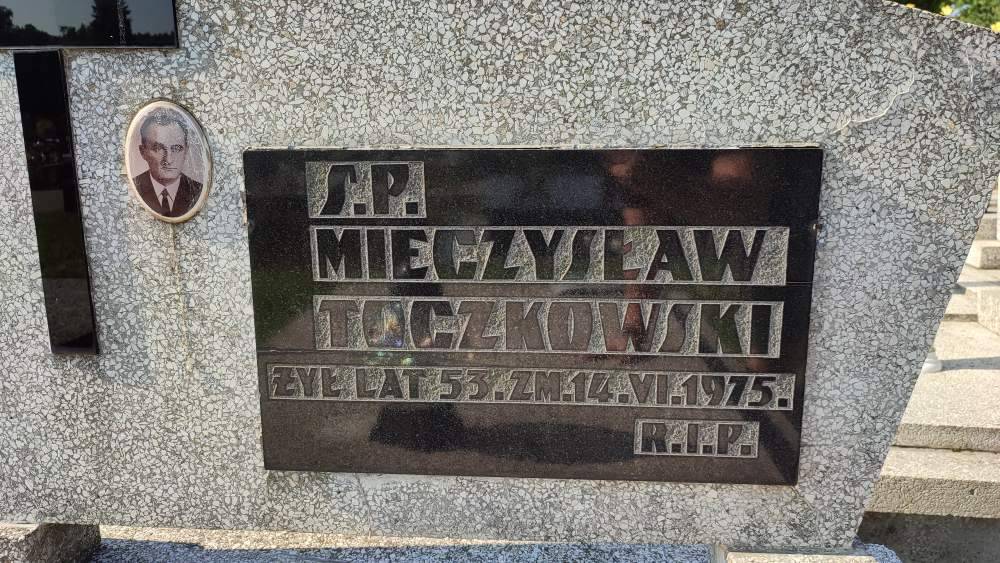 Ś.P.
MIECZYSŁAW
TOCZKOWSKI
ŻYŁ LAT 53.ZM.14.VI.1975.
R.I.P.